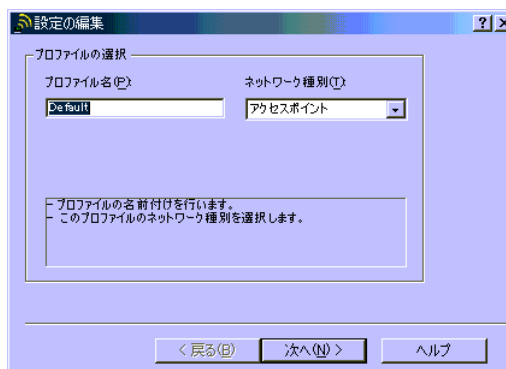 設定の編集
プロファイルの選択
プロファイル名(P): ネットワーク種別(T):
Default アクセスポイント
- プロファイルの名前付けを行います。
- このプロファイルのネットワーク種別を選択します。
< 戻る(B) 次へ(N) > ヘルプ